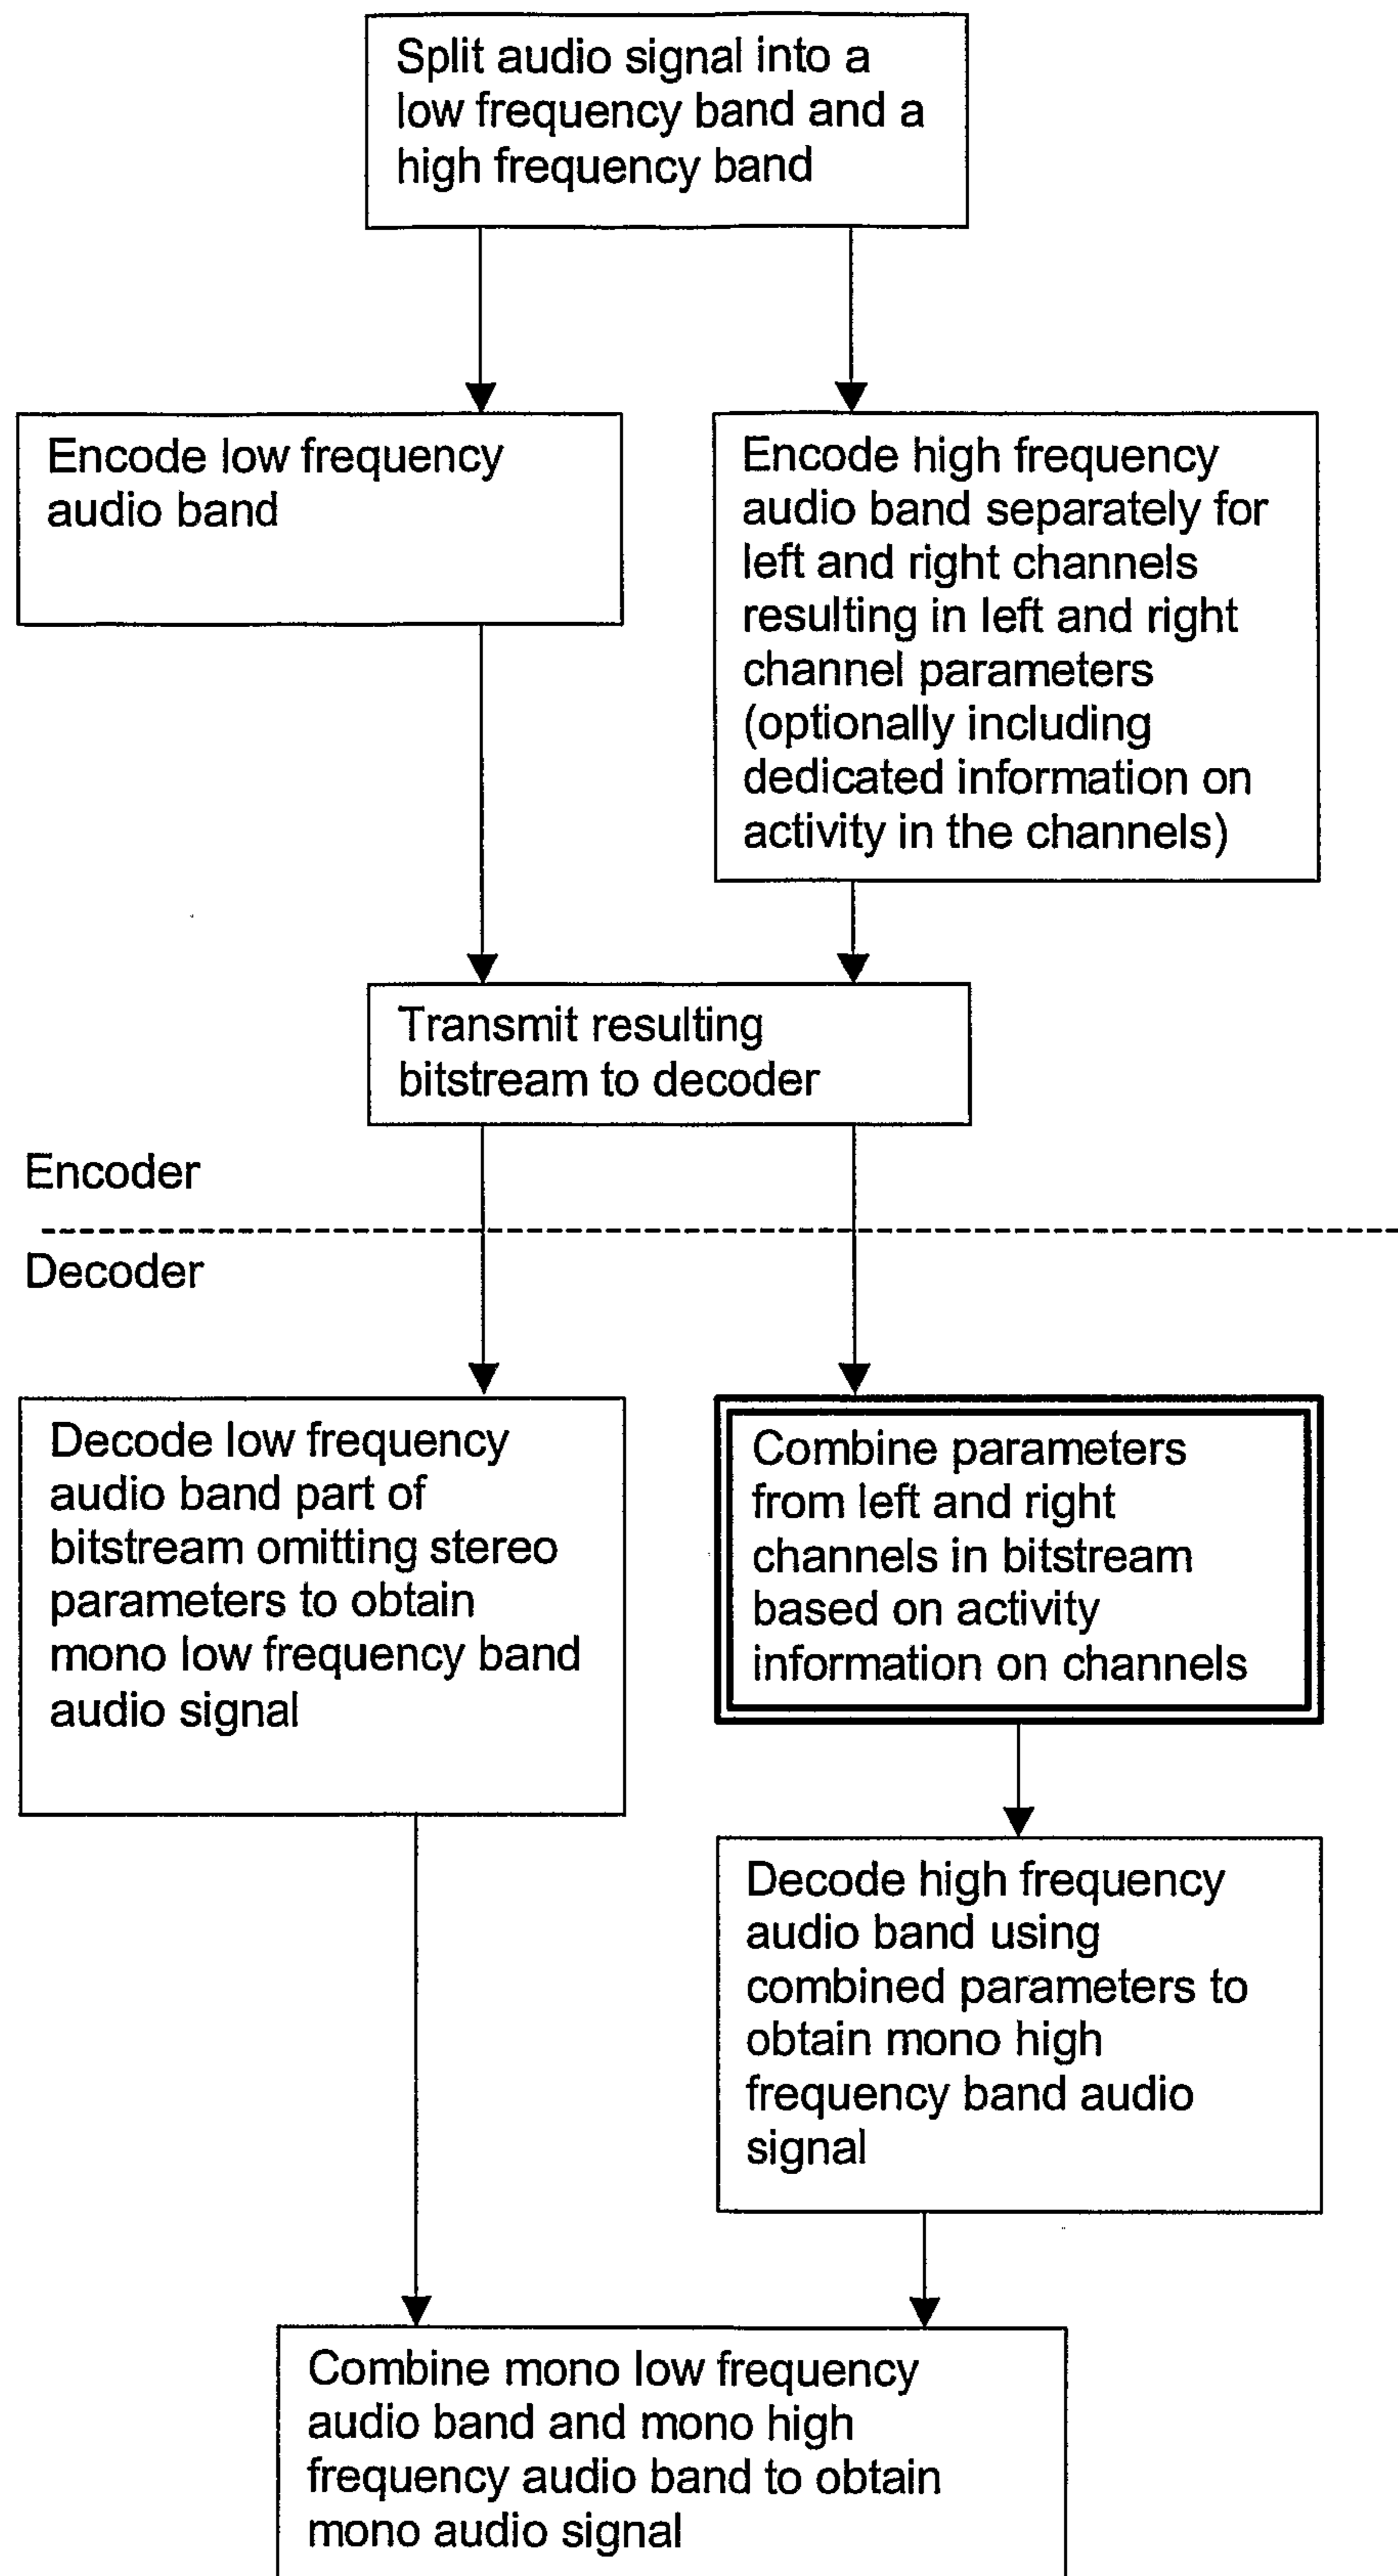 Split audio signal into a
low frequency band and a
high frequency band
Encode low frequency
audio band
Encode high frequency
audio band separately for
left and right channels
resulting in left and right
channel parameters
(optionally including
dedicated information on
activity in the channels)
Transmit resulting
bitstream to decoder
Encoder
Decoder
Decode low frequency
audio band part of
bitstream omitting stereo
parameters to obtain
mono low frequency band
audio signal
Combine parameters
from left and right
channels in bitstream
based on activity
information on channels
Decode high frequency
audio band using
combined parameters to
obtain mono high
frequency band audio
signal
Combine mono low frequency
audio band and mono high
frequency audio band to obtain
mono audio signal